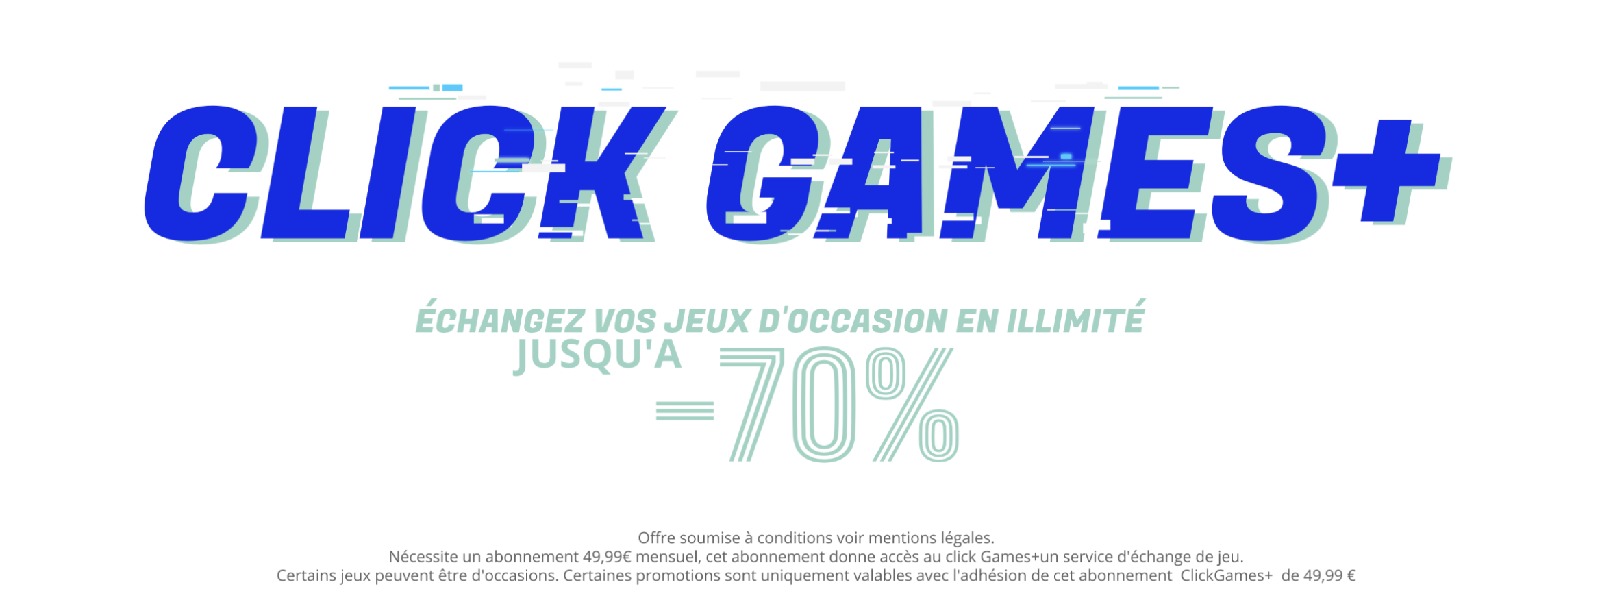 CLICK GAMES+
ÉCHANGEZ VOS JEUX D'OCCASION EN ILLIMITÉ
JUSQU'A
-70%
Offre soumise à conditions voir mentions légales.
Nécessite un abonnement 49,99€ mensuel, cet abonnement donne accès au click Games+un service d'échange de jeu.
Certains jeux peuvent être d'occasions. Certaines promotions sont uniquement valables avec l'adhésion de cet abonnement  ClickGames+  de 49,99 €